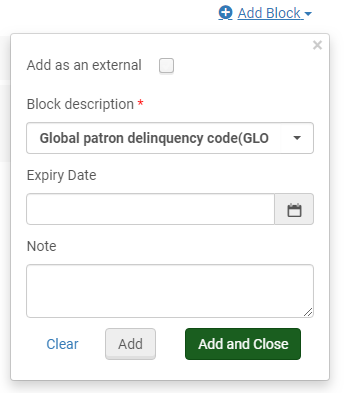 Add Block
×
Add as an external
Block description *
Global patron delinquency code(GLO
Expiry Date
Note
Clear Add Add and Close